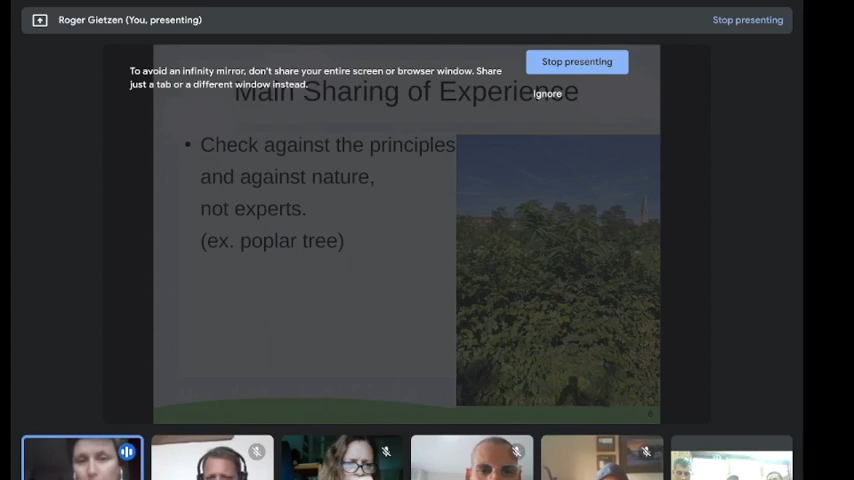 Roger Gietzen (You, presenting)
Stop presenting
To avoid an infinity mirror, don't share your entire screen or browser window. Share
just a tab or a different window instead.
Stop presenting
Ignore
Main Sharing of Experience
• Check against the principles
and against nature,
not experts.
(ex. poplar tree)
6